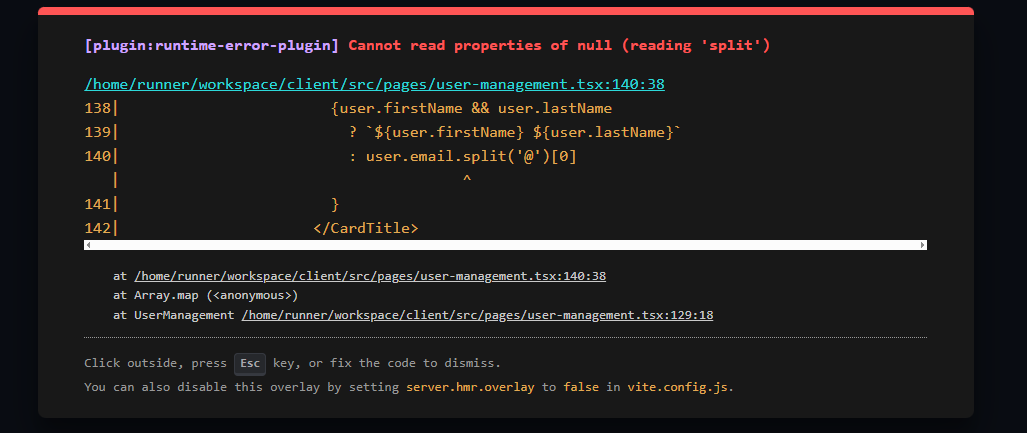 [plugin:runtime-error-plugin] Cannot read properties of null (reading 'split')
/home/runner/workspace/client/src/pages/user-management.tsx:140:38
138|                        {user.firstName && user.lastName
139|                          ? `${user.firstName} ${user.lastName}`
140|                          : user.email.split('@')[0]
   |                                       ^
141|                        }
142|                      </CardTitle>
at /home/runner/workspace/client/src/pages/user-management.tsx:140:38
at Array.map (<anonymous>)
at UserManagement /home/runner/workspace/client/src/pages/user-management.tsx:129:18
Click outside, press Esc key, or fix the code to dismiss.
You can also disable this overlay by setting server.hmr.overlay to false in vite.config.js.